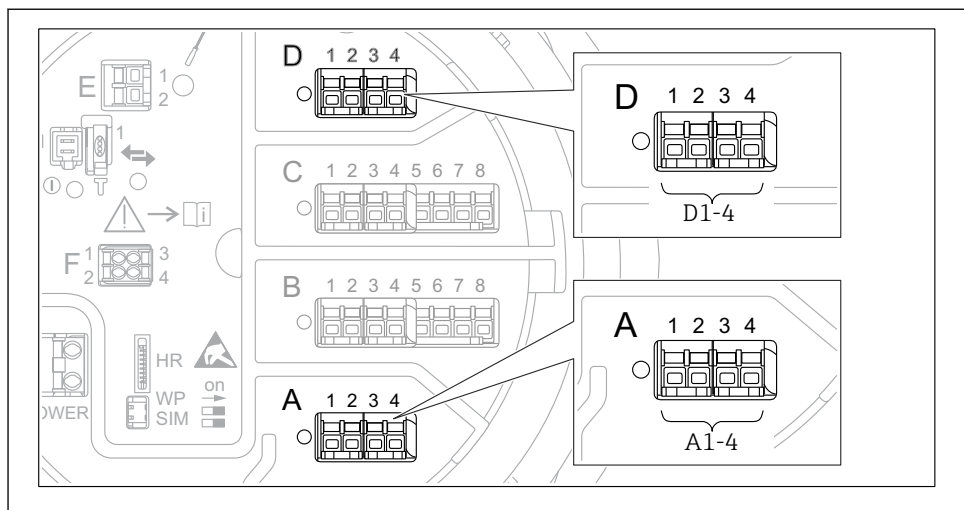 D 1 2 3 4
E 1
2
D 1 2 3 4
D1-4
1
C 1 2 3 4 5 6 7 8
i
F 1 3
2 4
B 1 2 3 4 5 6 7 8
A 1 2 3 4
A1-4
HR
WP on
SIM
OWER
A 1 2 3 4